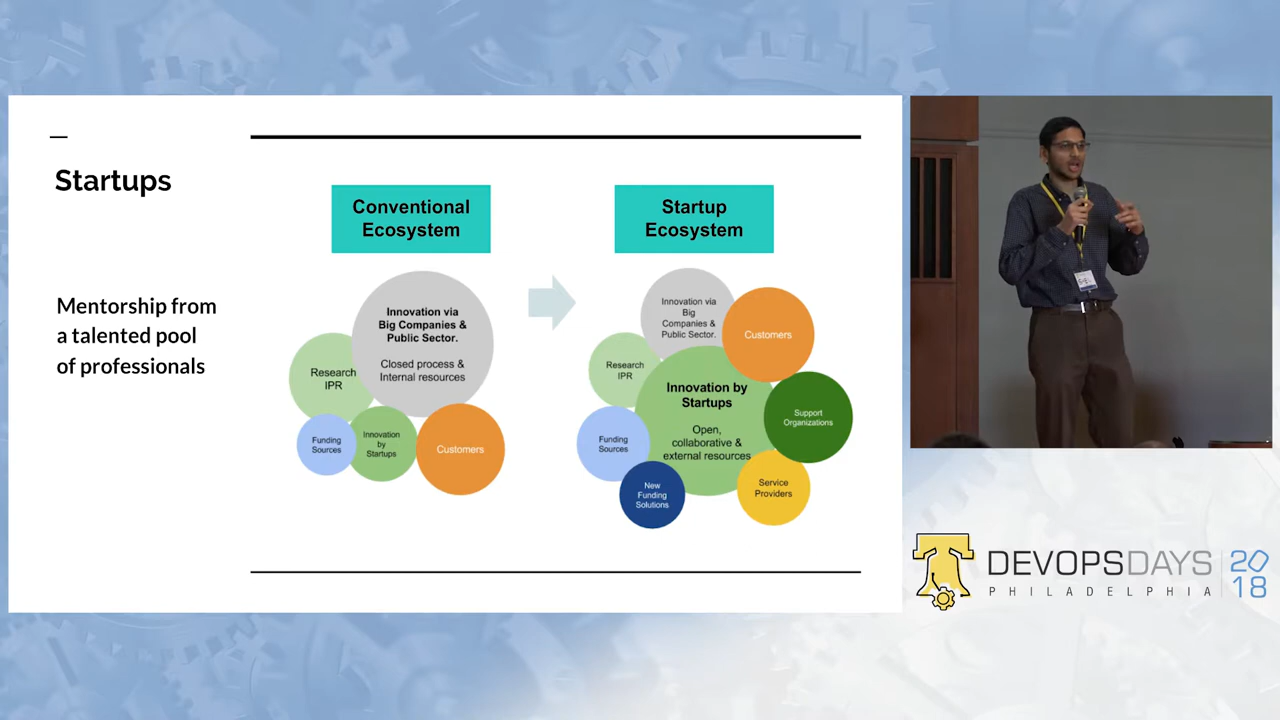 Startups
Mentorship from
a talented pool
of professionals
Conventional
Ecosystem
Innovation via
Big Companies &
Public Sector.
Closed process &
Internal resources
Research
IPR
Funding
Sources
Innovation
by
Startups
Customers
Startup
Ecosystem
Innovation via
Big
Companies &
Public Sector.
Customers
Research
IPR
Innovation by
Startups
Open,
collaborative &
external resources
Support
Organizations
Funding
Sources
New
Funding
Solutions
Service
Providers
DEVOPSDAYS
PHILADELPHIA
20
18